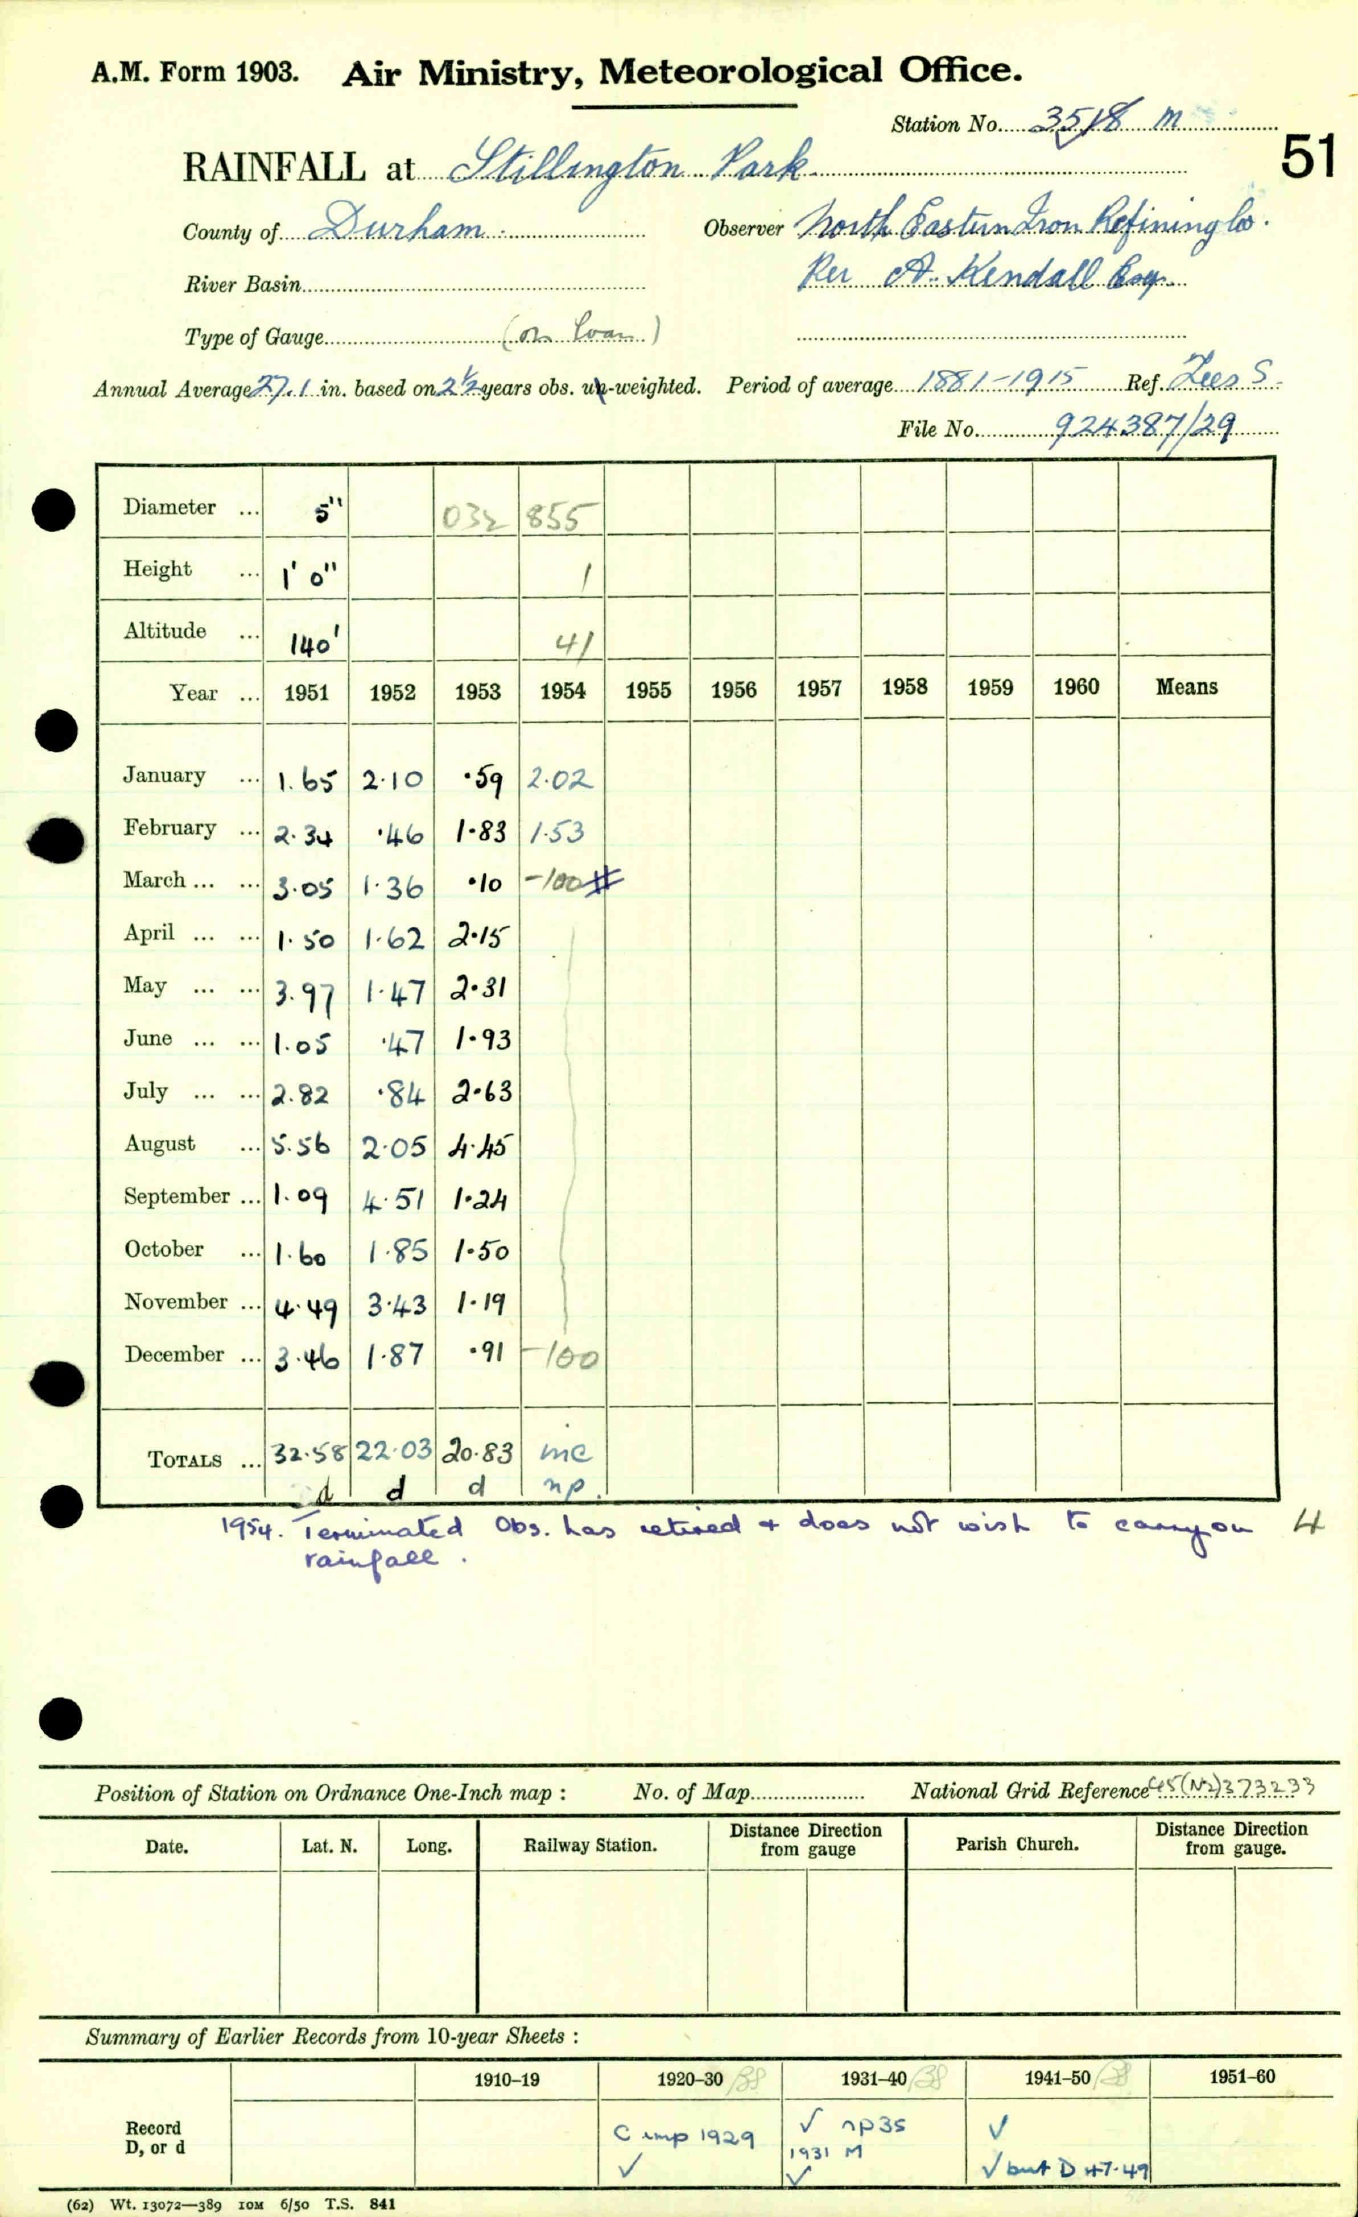 A.M. Form 1903. Air Ministry, Meteorological Office.
Station No. 3518 m
51
RAINFALL at Stillington Park
County of Durham Observer North Eastern Iron Refining Co.
River Basin Per A. Kendall Esq.
Type of Gauge (on loan)
Annual Average 27.1 in. based on 2½ years obs. un-weighted. Period of average 1881-1915 Ref. Tees S.
File No. 924387/29
Diameter ... 5" 032 855
Height ... 1' 0" 1
Altitude ... 140' 41
Year ... 1951 1952 1953 1954 1955 1956 1957 1958 1959 1960 Means
January ... 1.65 2.10 .59 2.02
February ... 2.34 .46 1.83 1.53
March ... ... 3.05 1.36 .10 -100 #
April ... ... 1.50 1.62 2.15
May ... ... 3.97 1.47 2.31
June ... ... 1.05 .47 1.93
July ... ... 2.82 .84 2.63
August ... 5.56 2.05 4.45
September ... 1.09 4.51 1.24
October ... 1.60 1.85 1.50
November ... 4.49 3.43 1.19
December ... 3.46 1.87 .91 -100
TOTALS ... 32.58 22.03 20.83 inc
d d d np.
1954. Terminated Obs. has retired + does not wish to carry on 4
rainfall.
Position of Station on Ordnance One-Inch map : No. of Map National Grid Reference 45(NZ)373233
Date. Lat. N. Long. Railway Station. Distance from Direction gauge Parish Church. Distance from Direction gauge.
Summary of Earlier Records from 10-year Sheets :
1910–19 1920–30 1931–40 1941–50 1951–60
Record C imp 1929 ✓ np35 ✓
D, or d ✓ 1931 M ✓ ✓ but D 47-49
(62) Wt. 13072—389 10M 6/50 T.S. 841